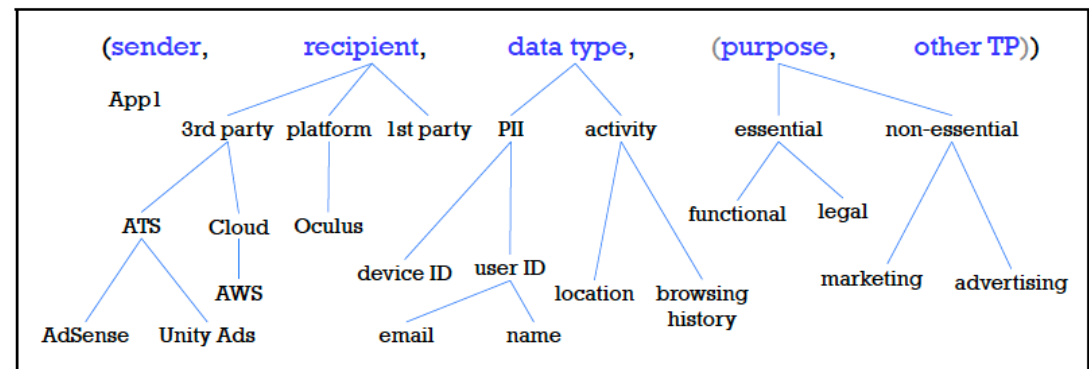 (sender, recipient, data type, (purpose, other TP))
App1
3rd party platform 1st party PII activity essential non-essential
ATS Cloud Oculus functional legal
device ID user ID location browsing history marketing advertising
AWS
AdSense Unity Ads email name